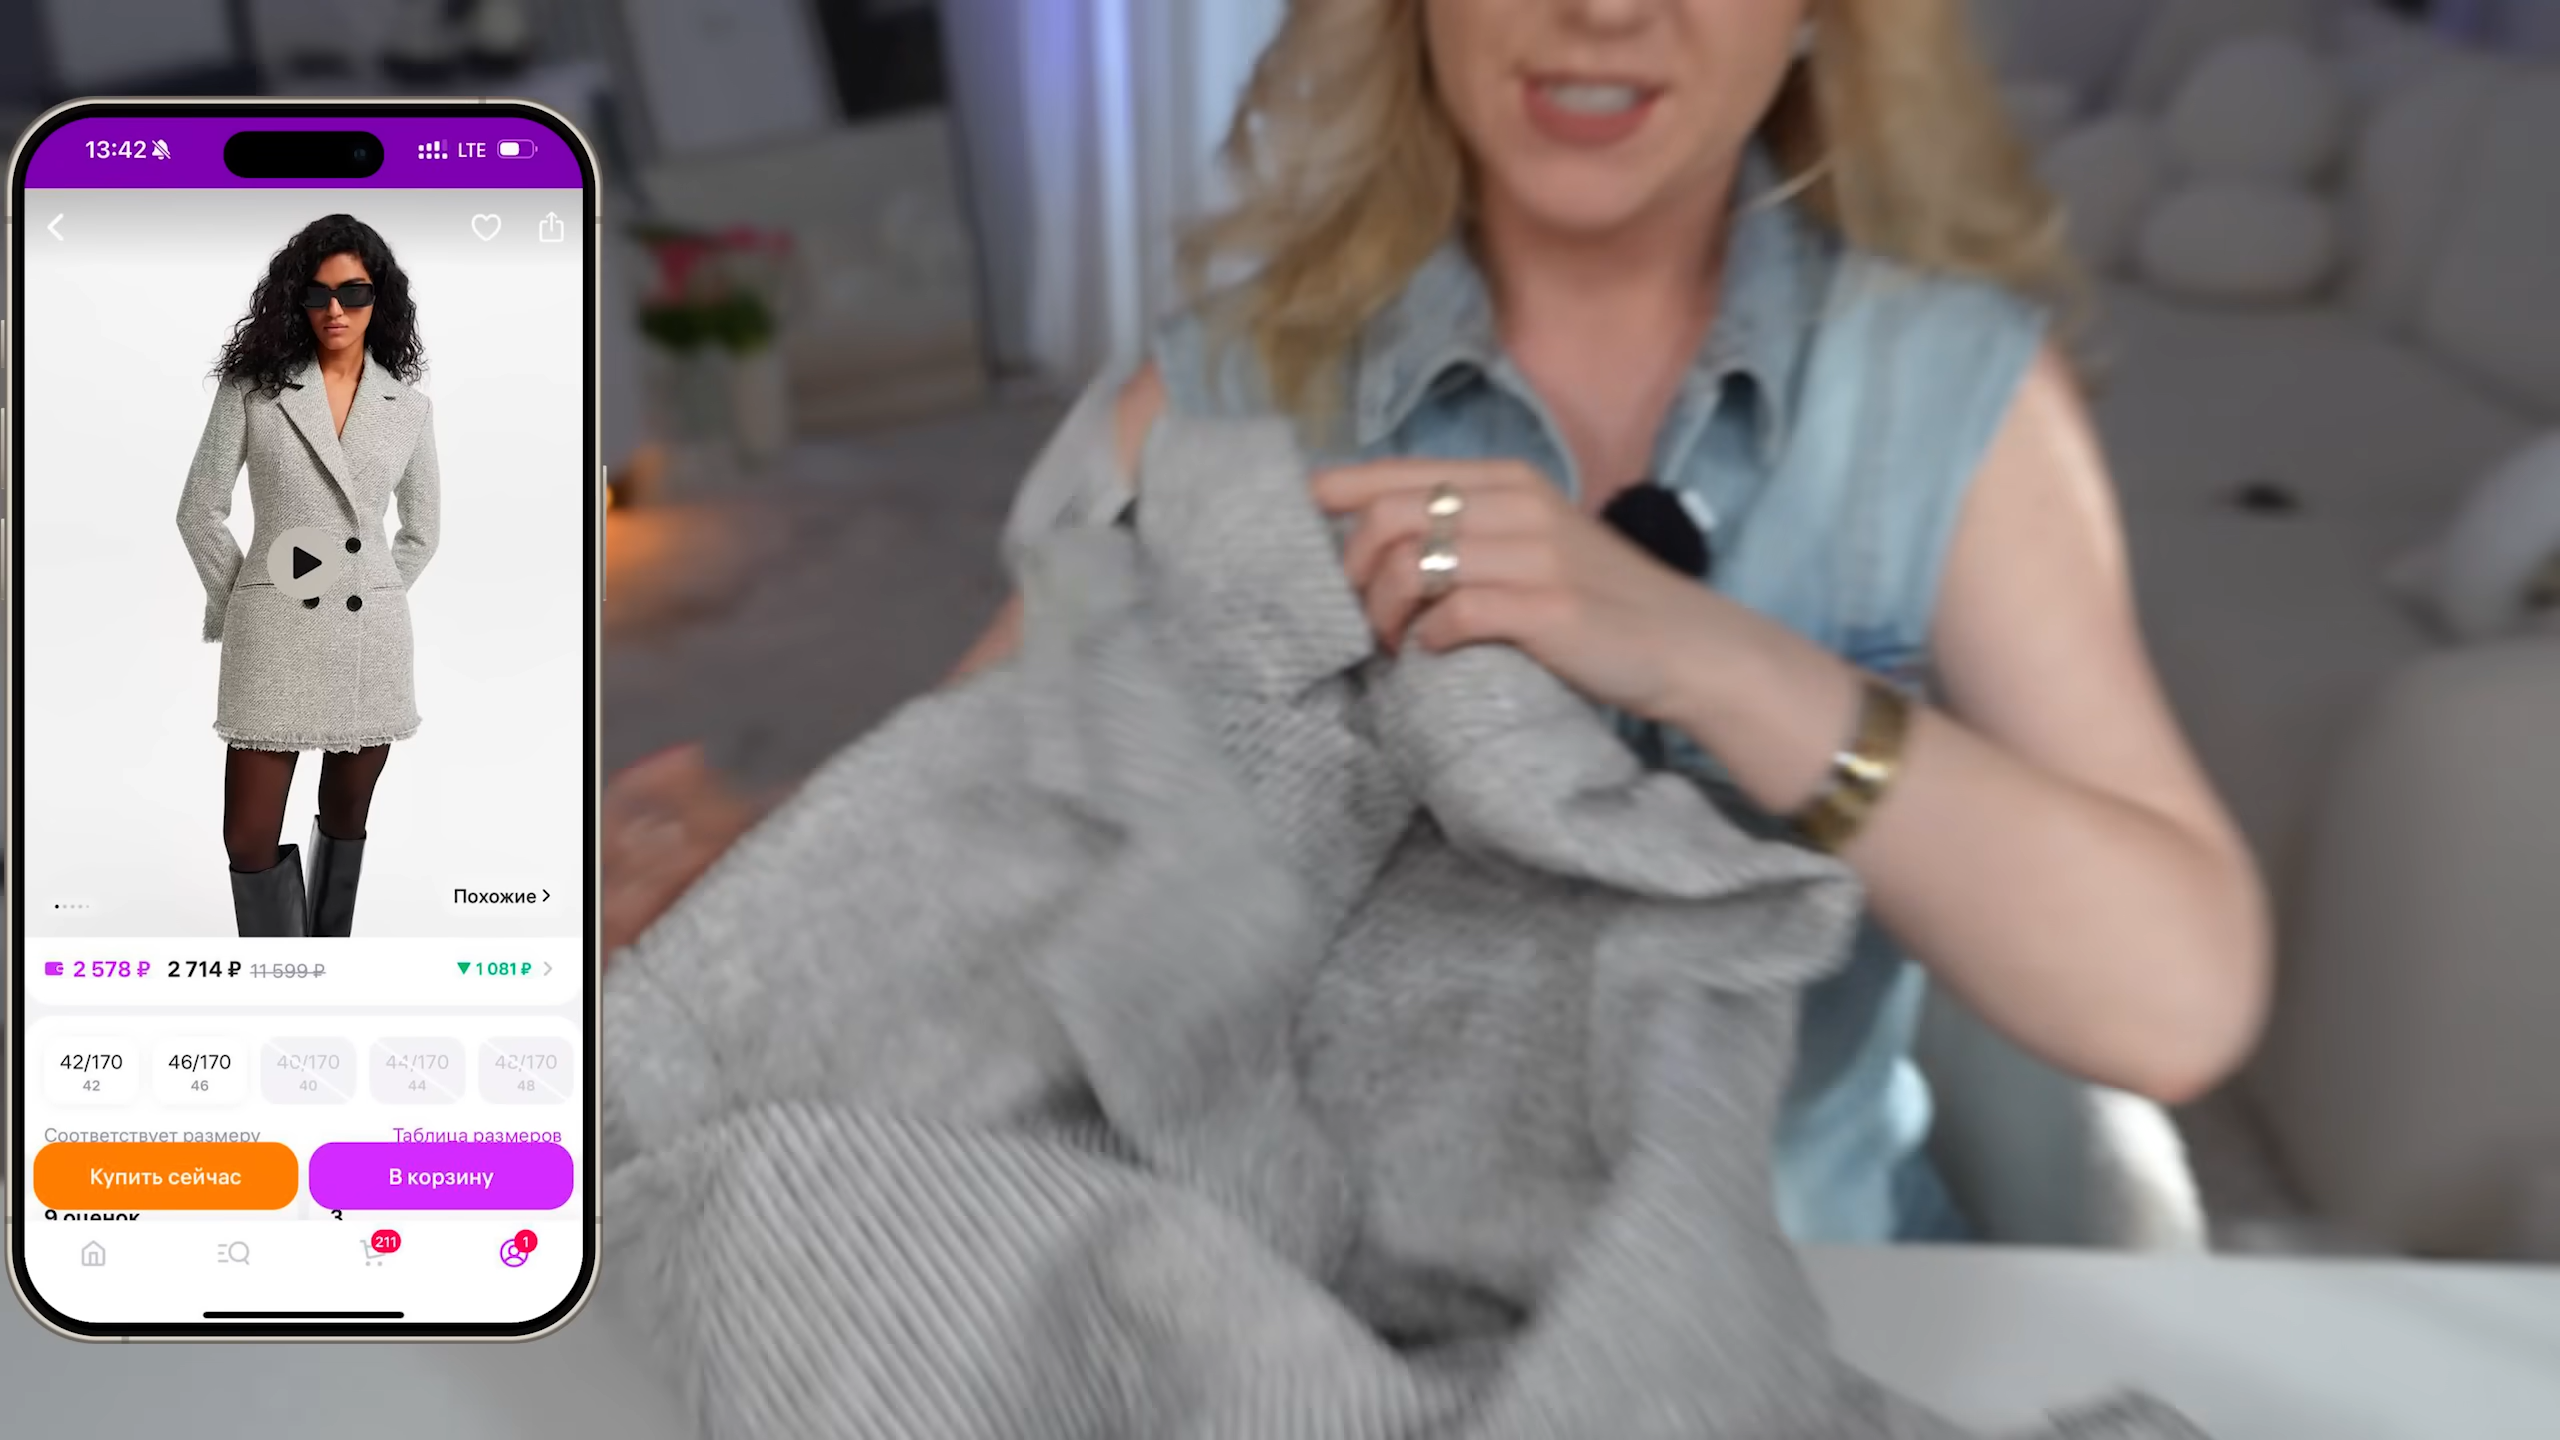 13:42
LTE
Похожие
2 578 ₽ 2 714 ₽ 11 599 ₽ 1 081 ₽
42/170 46/170 40/170 44/170 48/170
42 46 40 44 48
Соответствует размеру Таблица размеров
Купить сейчас В корзину
9 оценок 3
211 1